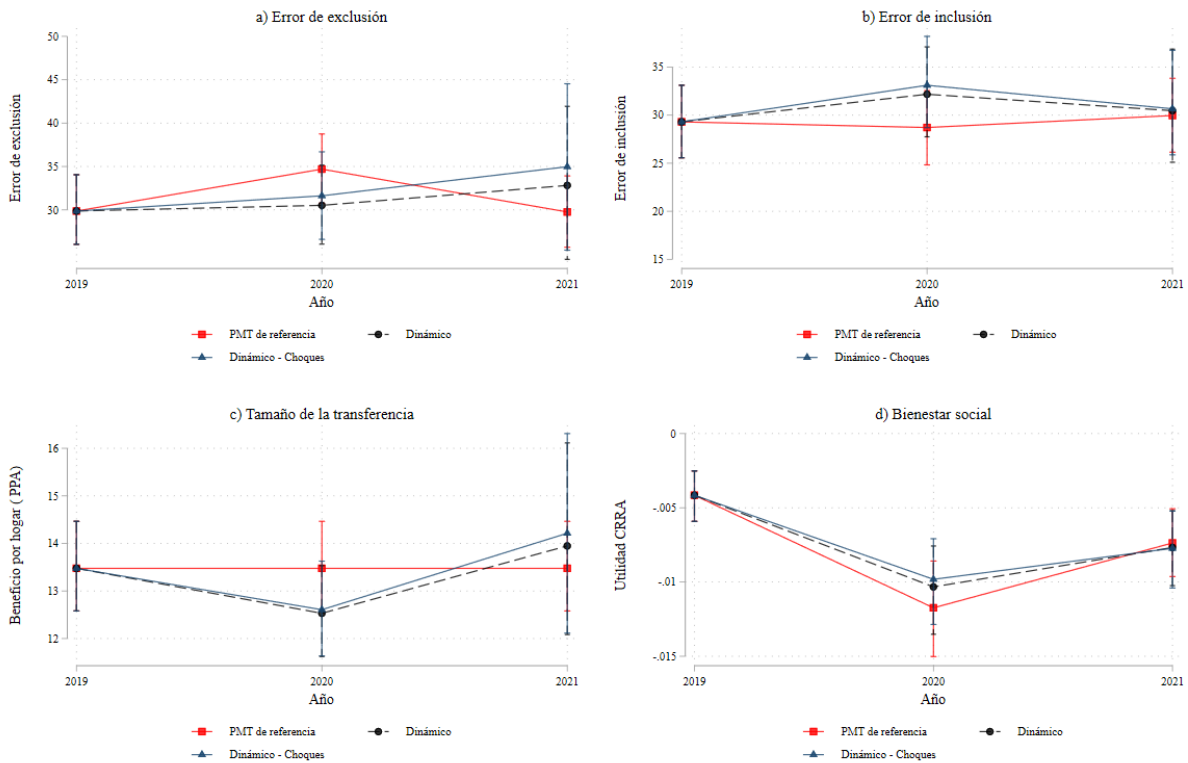 a) Error de exclusión
50
45
40
35
30
Error de exclusión
2019
2020
2021
Año
PMT de referencia
Dinámico
Dinámico - Choques
b) Error de inclusión
35
30
25
20
15
Error de inclusión
2019
2020
2021
Año
PMT de referencia
Dinámico
Dinámico - Choques
c) Tamaño de la transferencia
16
15
14
13
12
Beneficio por hogar ( PPA)
2019
2020
2021
Año
PMT de referencia
Dinámico
Dinámico - Choques
d) Bienestar social
0
-.005
-.01
-.015
Utilidad CRRA
2019
2020
2021
Año
PMT de referencia
Dinámico
Dinámico - Choques